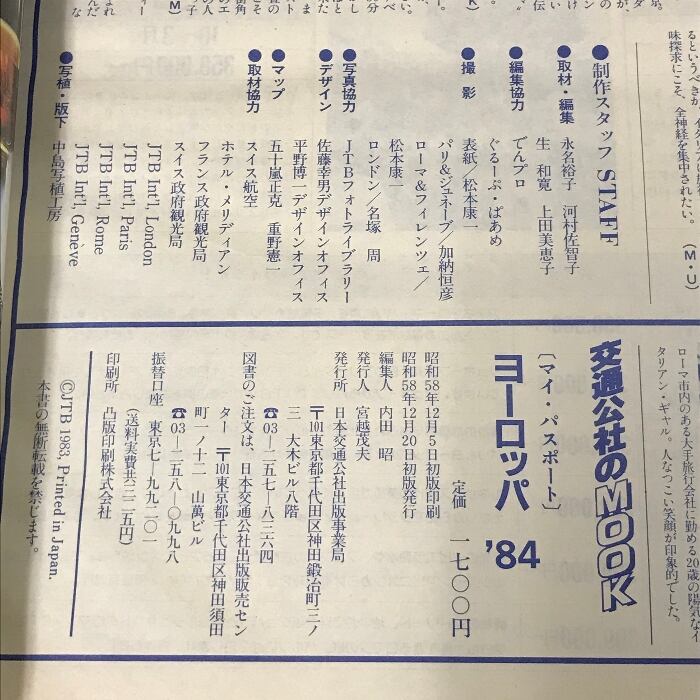 るというべきか、
味探求にこそ、全神経を集中されたい。
(M・U)
●制作スタッフ STAFF
●取材・編集
永名裕子 河村佐智子
生 和寛 上田美恵子
●編集協力
でんプロ
ぐるーぷ・ぱあめ
●撮 影
表紙/松本康一
パリ&ジュネーブ/加納恒彦
ローマ&フィレンツェ/
松本康一
ロンドン/名塚 周
●写真協力
JTBフォトライブラリー
●デザイン
佐藤幸男デザインオフィス
平野博一デザインオフィス
●マップ
五十嵐正克 重野憲一
●取材協力
スイス航空
ホテル・メリディアン
フランス政府観光局
スイス政府観光局
JTB Int'l, London
JTB Int'l, Paris
JTB Int'l, Rome
JTB Int'l, Geneve
●写植・版下
中島写植工房
ローマ市内のある大手旅行会社に勤める20歳の陽気なイ
タリアン・ギャル。人なつこい笑顔が印象的でした。
交通公社のMOOK
〔マイ・パスポート〕
ヨーロッパ '84
定価 一七〇〇円
昭和58年12月5日初版印刷
昭和58年12月20日初版発行
編集人 内田 昭
発行人 宮越茂夫
発行所 日本交通公社出版事業局
〒101東京都千代田区神田鍛冶町三ノ
三 大木ビル八階
☎03―二五七―八三六四
図書のご注文は、日本交通公社出版販売セン
ター 〒101東京都千代田区神田須田
町一ノ十二 山萬ビル
☎03―二五八―〇九九八
振替口座 東京七―九九二〇一
(送料実費共二二五円)
印刷所 凸版印刷株式会社
©JTB 1983, Printed in Japan.
本書の無断転載を禁じます。